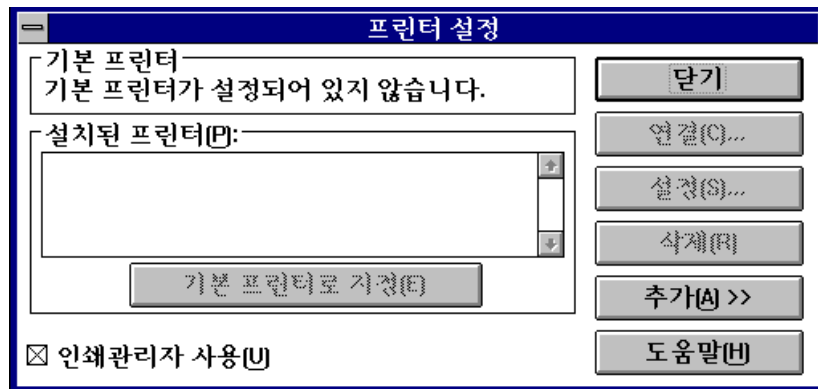 프린터 설정
기본 프린터
기본 프린터가 설정되어 있지 않습니다.
설치된 프린터(P):
기본 프린터로 지정(E)
인쇄관리자 사용(U)
닫기
연결(C)...
설정(S)...
삭제(R)
추가(A) >>
도움말(H)